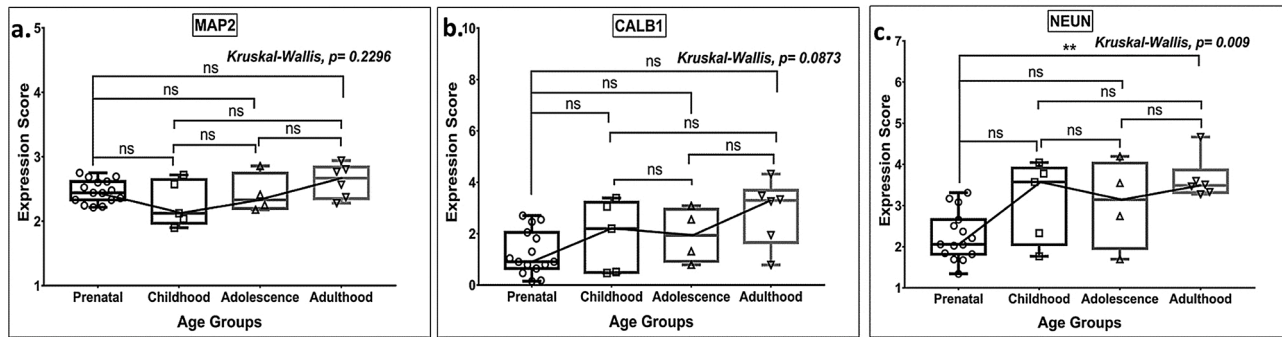 a.
MAP2
Kruskal-Wallis, p= 0.2296
ns
ns
ns
ns
ns
ns
Expression Score
5
4
3
2
1
Prenatal Childhood Adolescence Adulthood
Age Groups
b.
CALB1
Kruskal-Wallis, p= 0.0873
ns
ns
ns
ns
ns
ns
Expression Score
10
8
6
4
2
0
Prenatal Childhood Adolescence Adulthood
Age Groups
c.
NEUN
Kruskal-Wallis, p= 0.009
**
ns
ns
ns
ns
ns
Expression Score
7
6
5
4
3
2
1
Prenatal Childhood Adolescence Adulthood
Age Groups